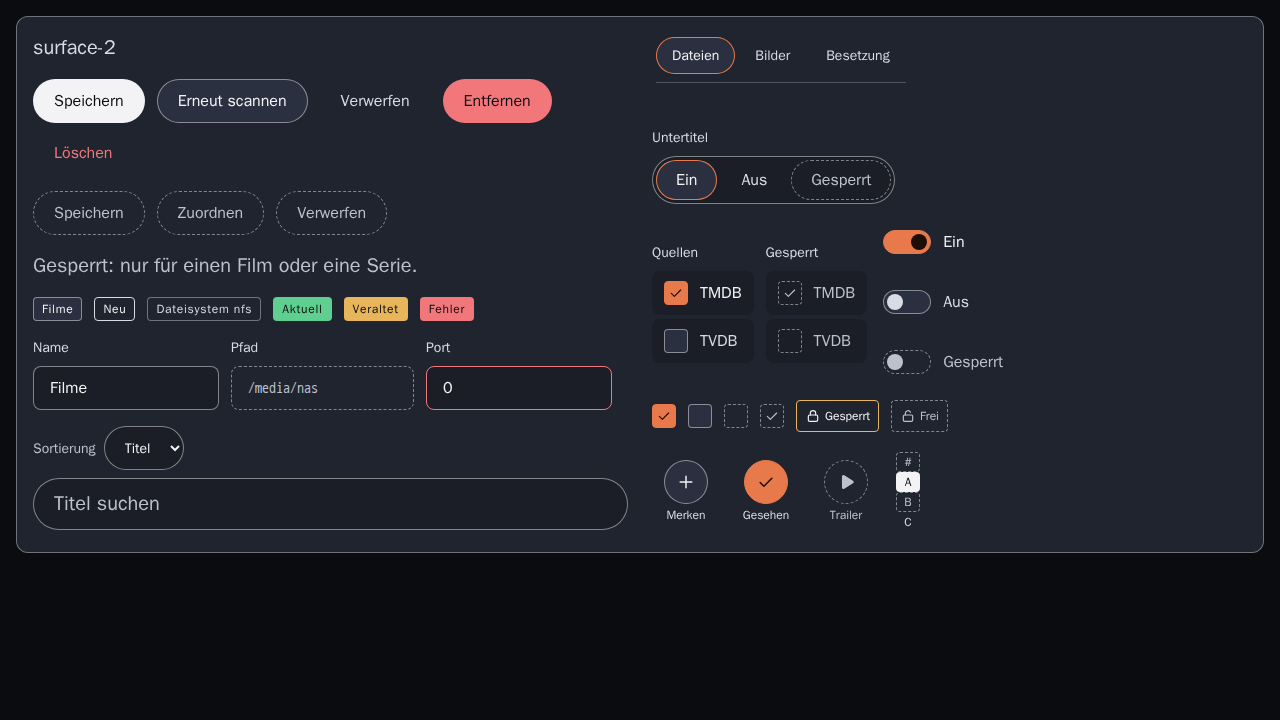 surface-2
Speichern
Erneut scannen
Verwerfen
Entfernen
Löschen
Speichern
Zuordnen
Verwerfen
Gesperrt: nur für einen Film oder eine Serie.
Filme
Neu
Dateisystem nfs
Aktuell
Veraltet
Fehler
Name
Pfad
Port
Filme
/media/nas
0
Sortierung
Titel
Titel suchen
Dateien
Bilder
Besetzung
Untertitel
Ein
Aus
Gesperrt
Quellen
Gesperrt
TMDB
TMDB
TVDB
TVDB
Ein
Aus
Gesperrt
Gesperrt
Frei
Merken
Gesehen
Trailer
#
A
B
C